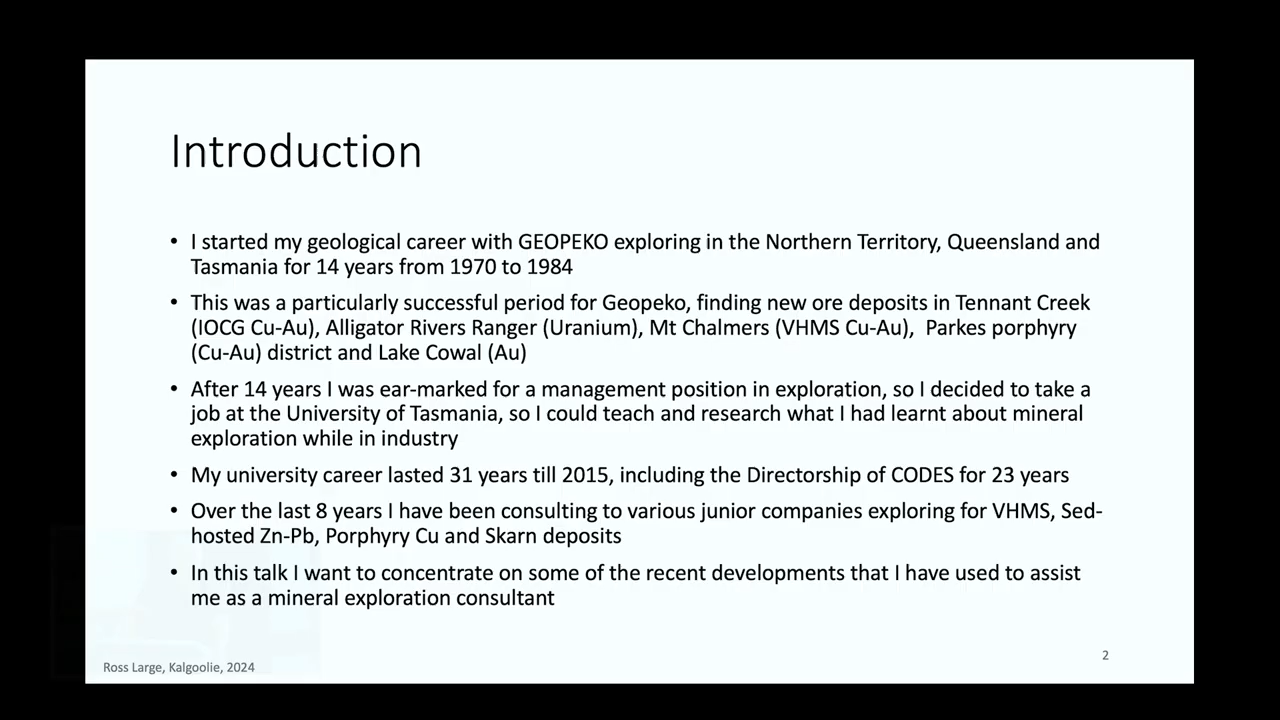 Introduction
• I started my geological career with GEOPEKO exploring in the Northern Territory, Queensland and
Tasmania for 14 years from 1970 to 1984
• This was a particularly successful period for Geopeko, finding new ore deposits in Tennant Creek
(IOCG Cu-Au), Alligator Rivers Ranger (Uranium), Mt Chalmers (VHMS Cu-Au),  Parkes porphyry
(Cu-Au) district and Lake Cowal (Au)
• After 14 years I was ear-marked for a management position in exploration, so I decided to take a
job at the University of Tasmania, so I could teach and research what I had learnt about mineral
exploration while in industry
• My university career lasted 31 years till 2015, including the Directorship of CODES for 23 years
• Over the last 8 years I have been consulting to various junior companies exploring for VHMS, Sed-
hosted Zn-Pb, Porphyry Cu and Skarn deposits
• In this talk I want to concentrate on some of the recent developments that I have used to assist
me as a mineral exploration consultant
2
Ross Large, Kalgoolie, 2024